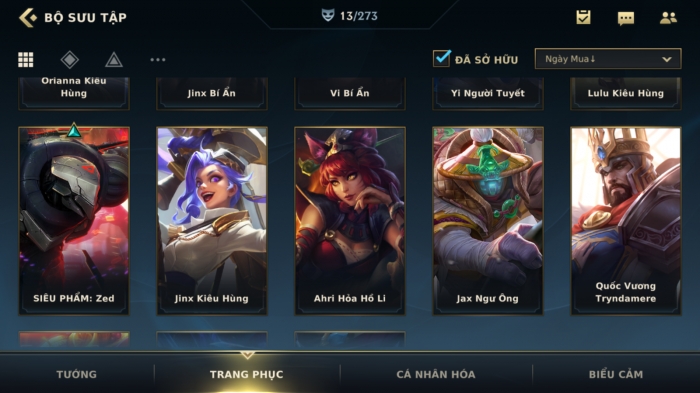 BỘ SƯU TẬP
13/273
ĐÃ SỞ HỮU
Ngày Mua↓
Orianna Kiêu
Hùng
Jinx Bí Ẩn
Vi Bí Ẩn
Yi Người Tuyết
Lulu Kiêu Hùng
SIÊU PHẨM: Zed
Jinx Kiêu Hùng
Ahri Hỏa Hồ Li
Jax Ngư Ông
Quốc Vương
Tryndamere
TƯỚNG
TRANG PHỤC
CÁ NHÂN HÓA
BIỂU CẢM